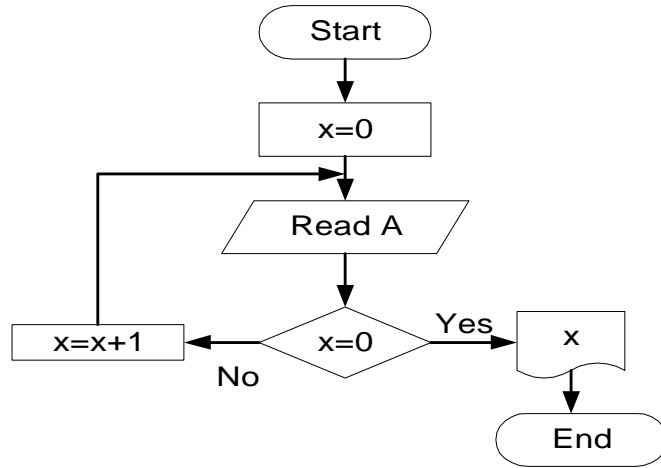 Start
x=0
Read A
x=0
Yes
No
x=x+1
x
End